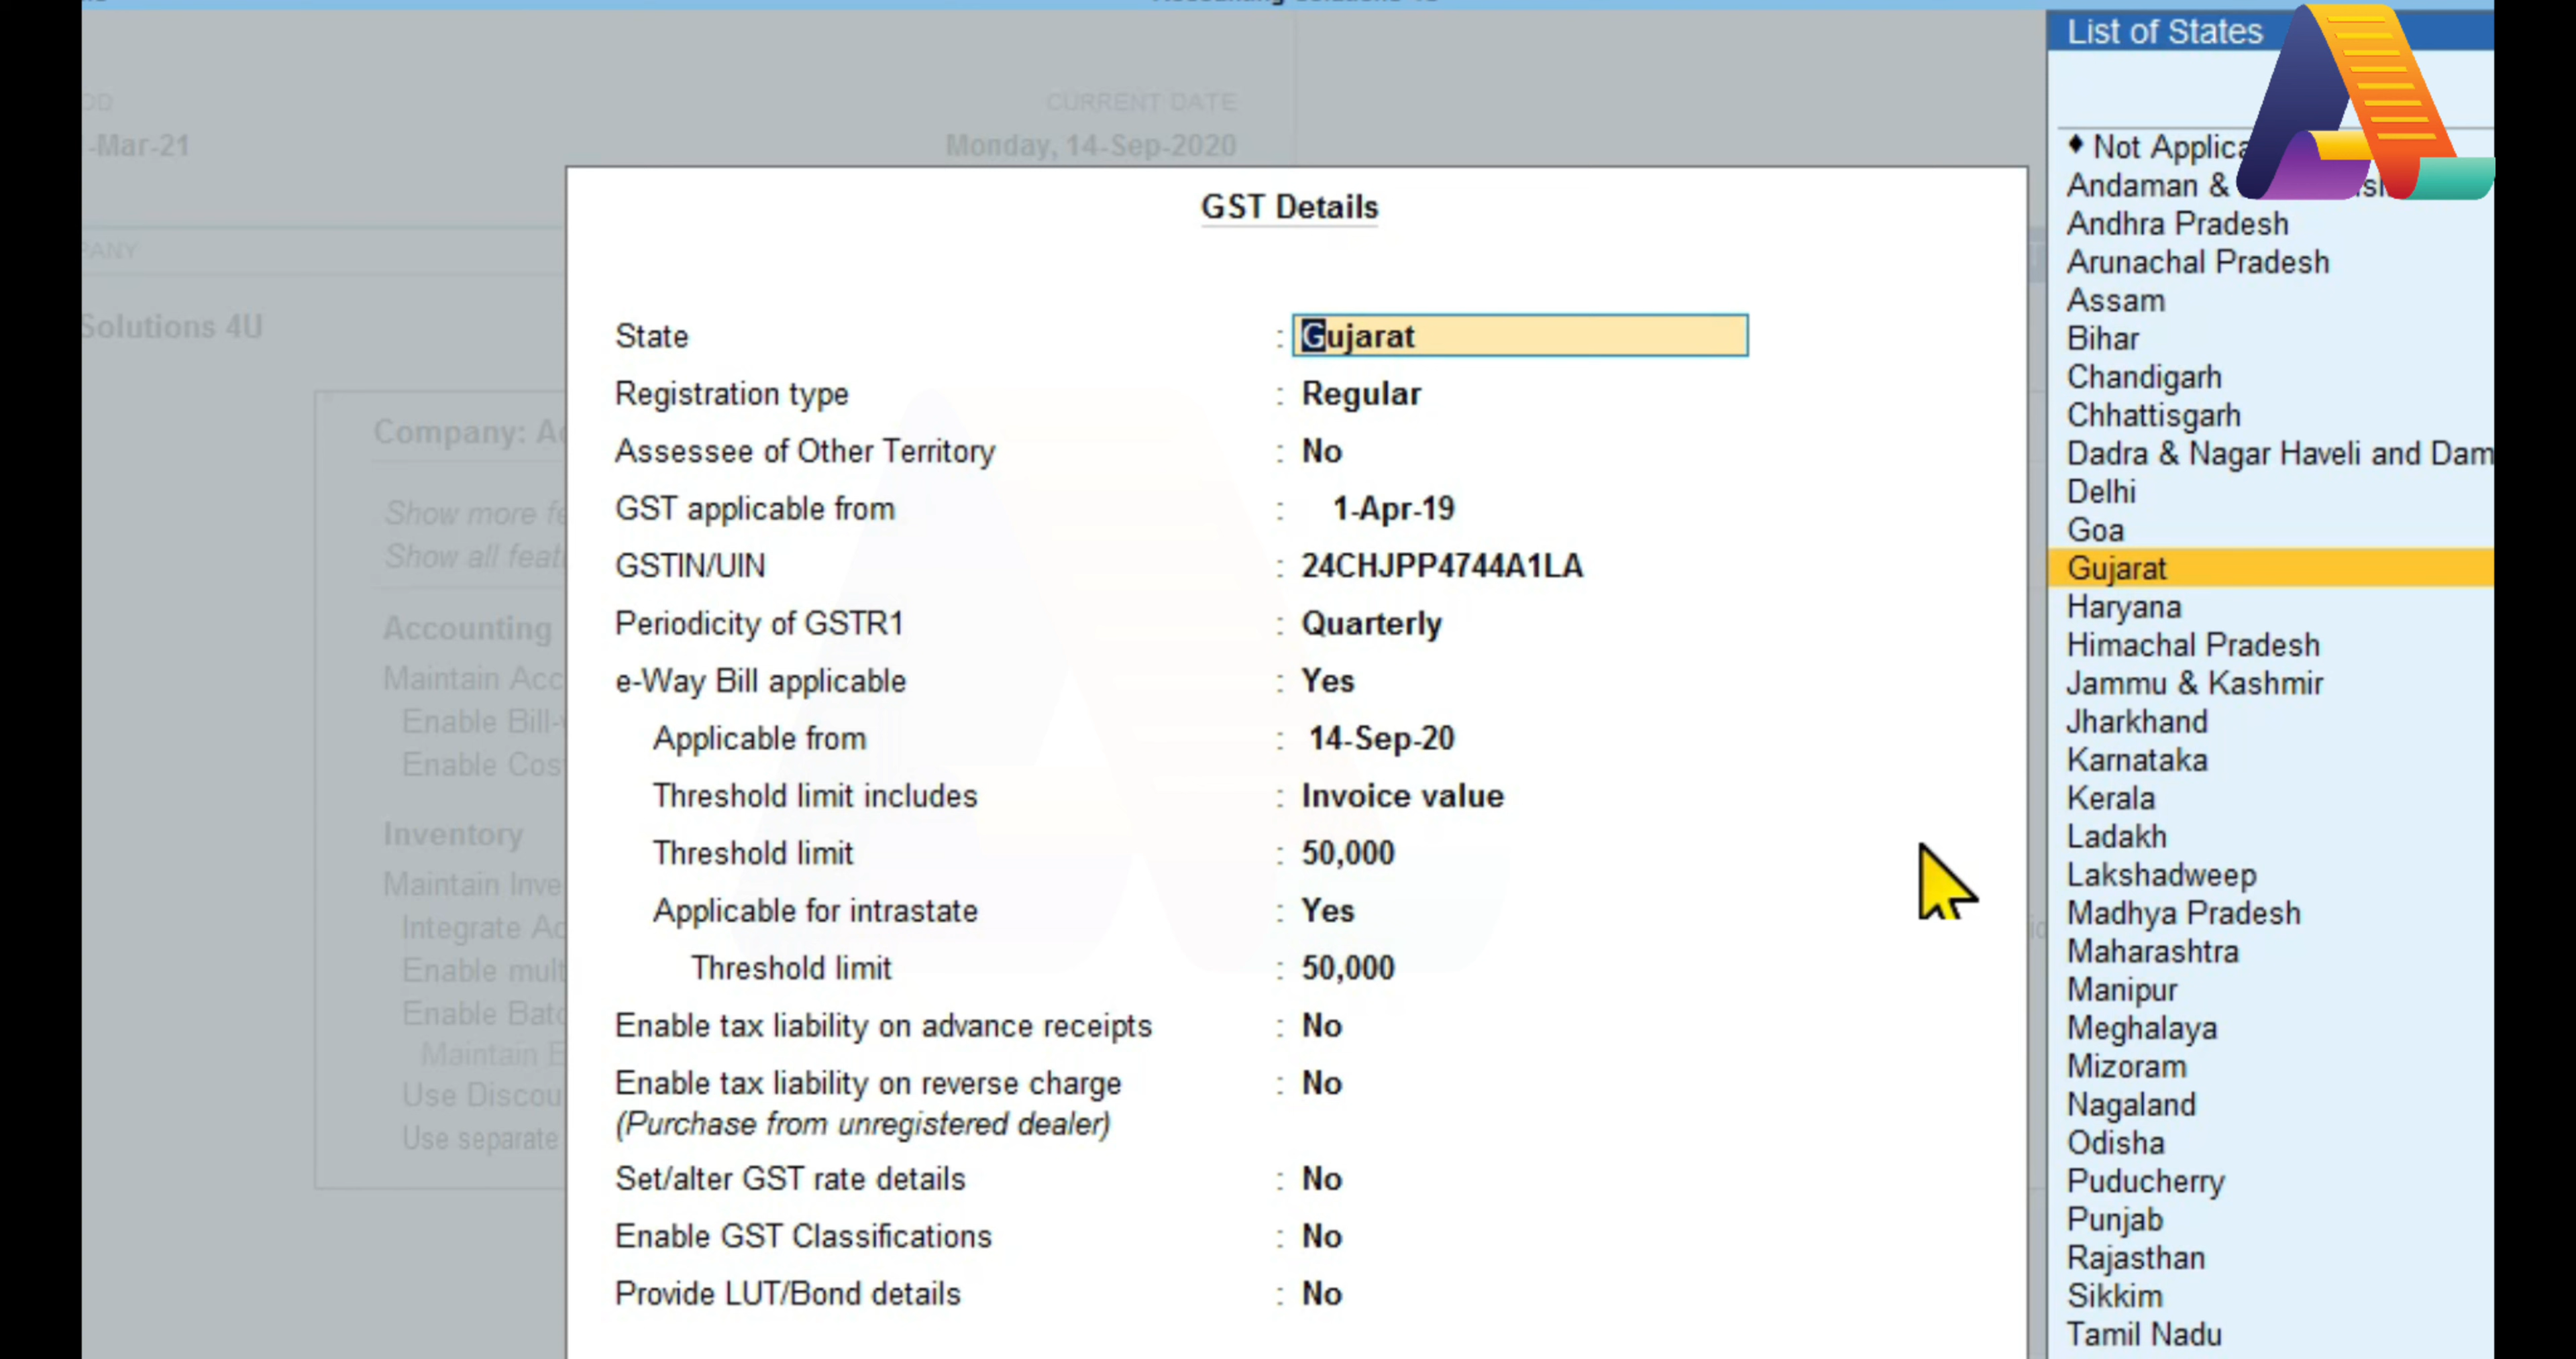 CURRENT DATE
-Mar-21
Monday, 14-Sep-2020
Solutions 4U
Company:
Show more
Show all
Accounting
Maintain
Enable
Enable
Inventory
Maintain
Integrate
Enable
Enable
Maintain
Use
Use separate
GST Details
State : Gujarat
Registration type : Regular
Assessee of Other Territory : No
GST applicable from : 1-Apr-19
GSTIN/UIN : 24CHJPP4744A1LA
Periodicity of GSTR1 : Quarterly
e-Way Bill applicable : Yes
Applicable from : 14-Sep-20
Threshold limit includes : Invoice value
Threshold limit : 50,000
Applicable for intrastate : Yes
Threshold limit : 50,000
Enable tax liability on advance receipts : No
Enable tax liability on reverse charge : No
(Purchase from unregistered dealer)
Set/alter GST rate details : No
Enable GST Classifications : No
Provide LUT/Bond details : No
List of States
♦ Not
Andaman &
Andhra Pradesh
Arunachal Pradesh
Assam
Bihar
Chandigarh
Chhattisgarh
Dadra & Nagar Haveli and Dam
Delhi
Goa
Gujarat
Haryana
Himachal Pradesh
Jammu & Kashmir
Jharkhand
Karnataka
Kerala
Ladakh
Lakshadweep
Madhya Pradesh
Maharashtra
Manipur
Meghalaya
Mizoram
Nagaland
Odisha
Puducherry
Punjab
Rajasthan
Sikkim
Tamil Nadu